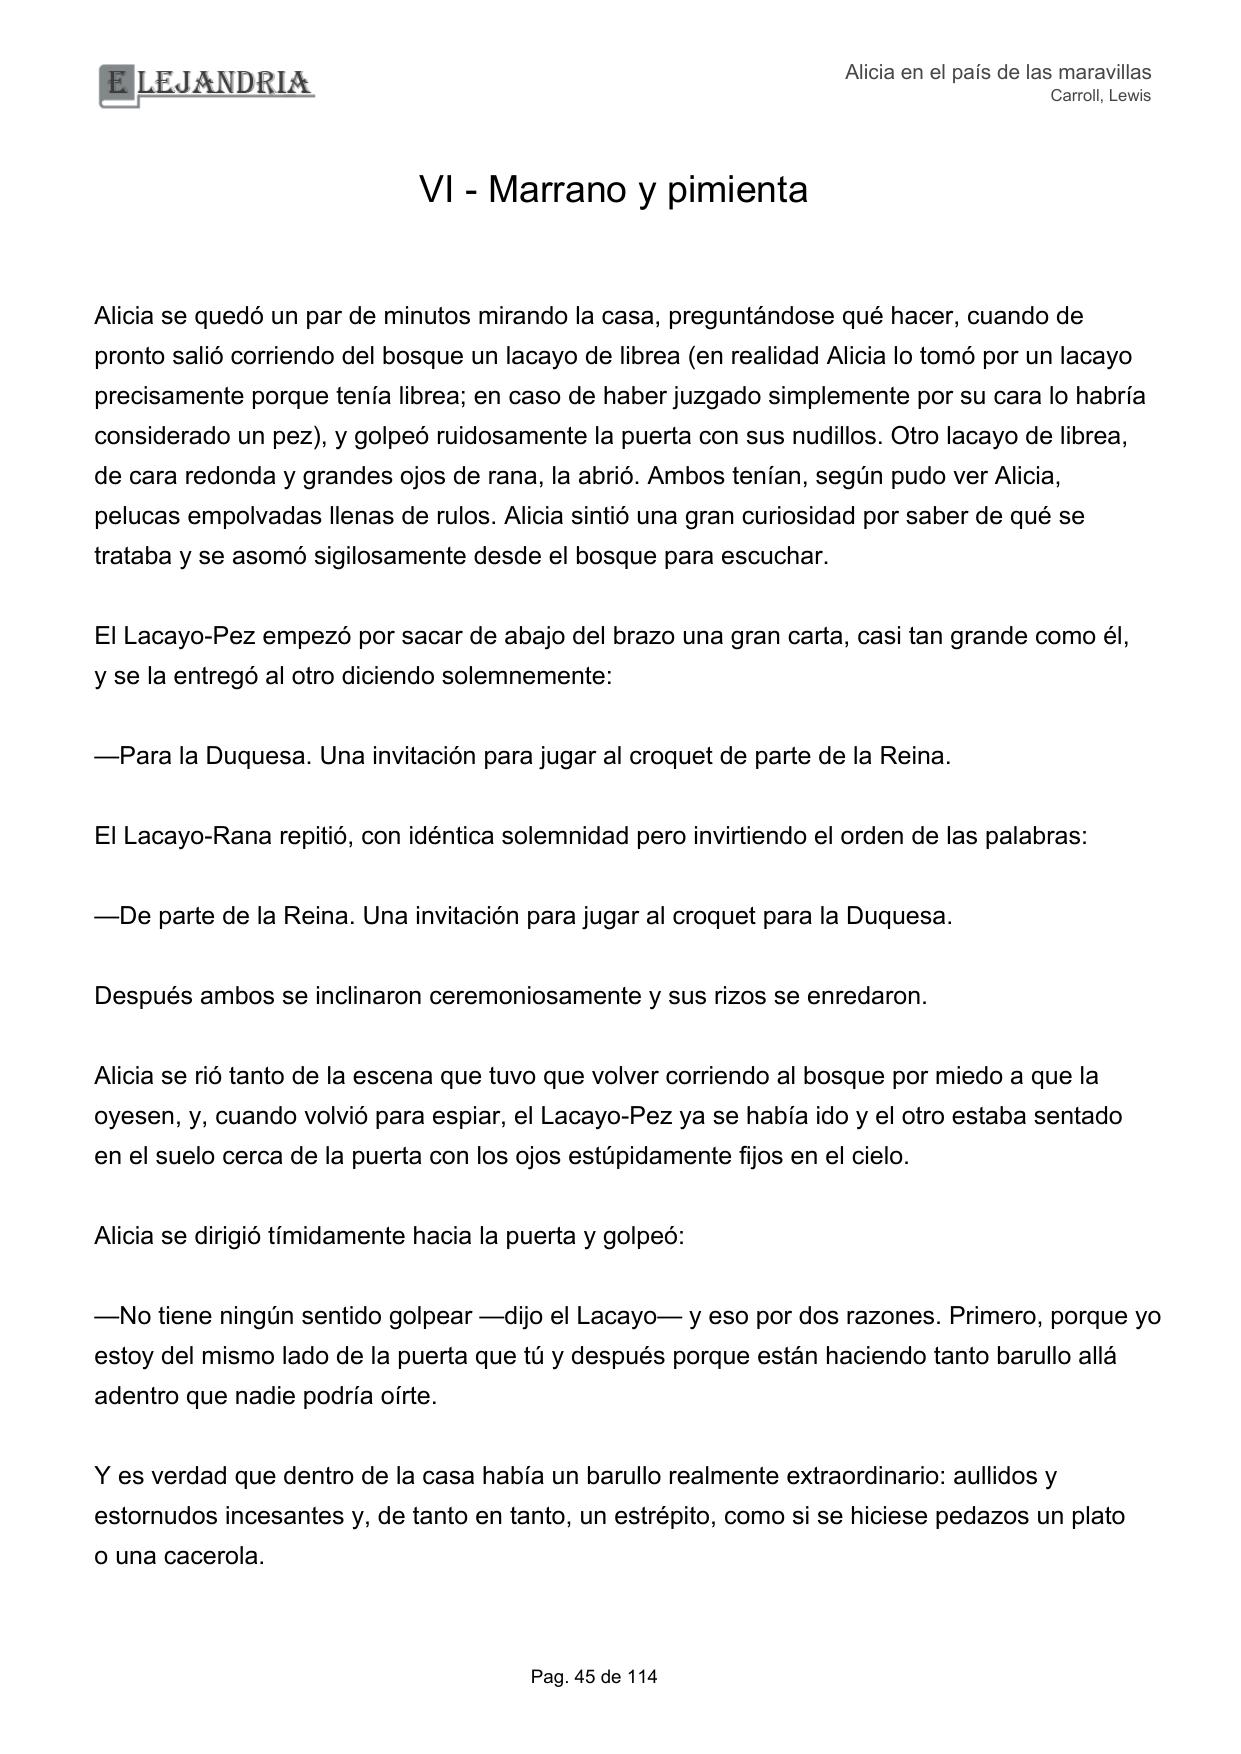 ELEJANDRIA
Alicia en el país de las maravillas
Carroll, Lewis
VI - Marrano y pimienta
Alicia se quedó un par de minutos mirando la casa, preguntándose qué hacer, cuando de
pronto salió corriendo del bosque un lacayo de librea (en realidad Alicia lo tomó por un lacayo
precisamente porque tenía librea; en caso de haber juzgado simplemente por su cara lo habría
considerado un pez), y golpeó ruidosamente la puerta con sus nudillos. Otro lacayo de librea,
de cara redonda y grandes ojos de rana, la abrió. Ambos tenían, según pudo ver Alicia,
pelucas empolvadas llenas de rulos. Alicia sintió una gran curiosidad por saber de qué se
trataba y se asomó sigilosamente desde el bosque para escuchar.
El Lacayo-Pez empezó por sacar de abajo del brazo una gran carta, casi tan grande como él,
y se la entregó al otro diciendo solemnemente:
—Para la Duquesa. Una invitación para jugar al croquet de parte de la Reina.
El Lacayo-Rana repitió, con idéntica solemnidad pero invirtiendo el orden de las palabras:
—De parte de la Reina. Una invitación para jugar al croquet para la Duquesa.
Después ambos se inclinaron ceremoniosamente y sus rizos se enredaron.
Alicia se rió tanto de la escena que tuvo que volver corriendo al bosque por miedo a que la
oyesen, y, cuando volvió para espiar, el Lacayo-Pez ya se había ido y el otro estaba sentado
en el suelo cerca de la puerta con los ojos estúpidamente fijos en el cielo.
Alicia se dirigió tímidamente hacia la puerta y golpeó:
—No tiene ningún sentido golpear —dijo el Lacayo— y eso por dos razones. Primero, porque yo
estoy del mismo lado de la puerta que tú y después porque están haciendo tanto barullo allá
adentro que nadie podría oírte.
Y es verdad que dentro de la casa había un barullo realmente extraordinario: aullidos y
estornudos incesantes y, de tanto en tanto, un estrépito, como si se hiciese pedazos un plato
o una cacerola.
Pag. 45 de 114